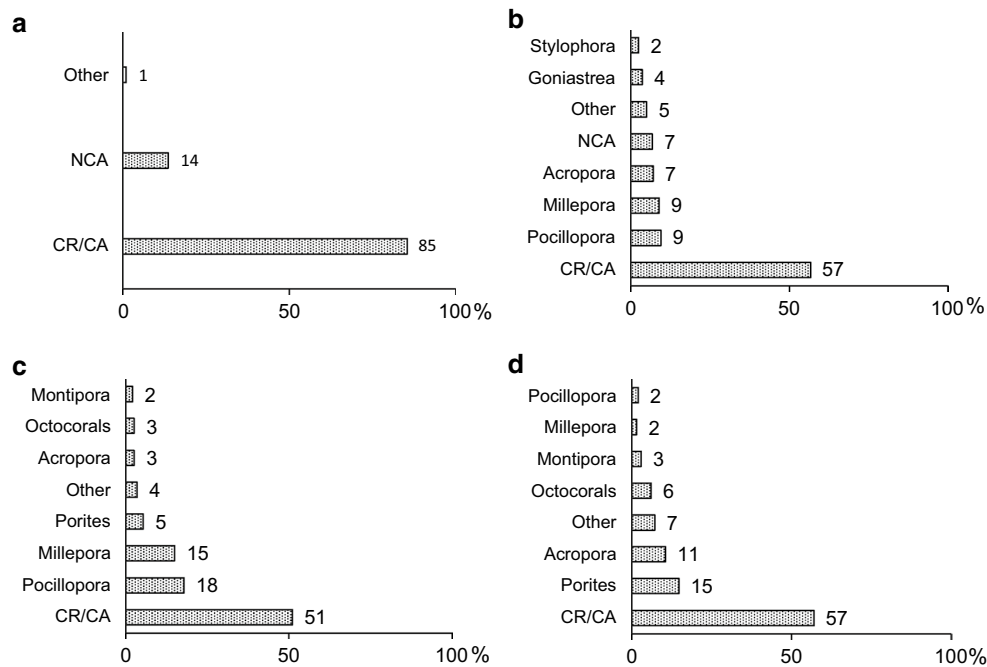 a
Other 1
NCA 14
CR/CA 85
0 50 100 %
b
Stylophora 2
Goniastrea 4
Other 5
NCA 7
Acropora 7
Millepora 9
Pocillopora 9
CR/CA 57
0 50 100 %
c
Montipora 2
Octocorals 3
Acropora 3
Other 4
Porites 5
Millepora 15
Pocillopora 18
CR/CA 51
0 50 100 %
d
Pocillopora 2
Millepora 2
Montipora 3
Octocorals 6
Other 7
Acropora 11
Porites 15
CR/CA 57
0 50 100 %